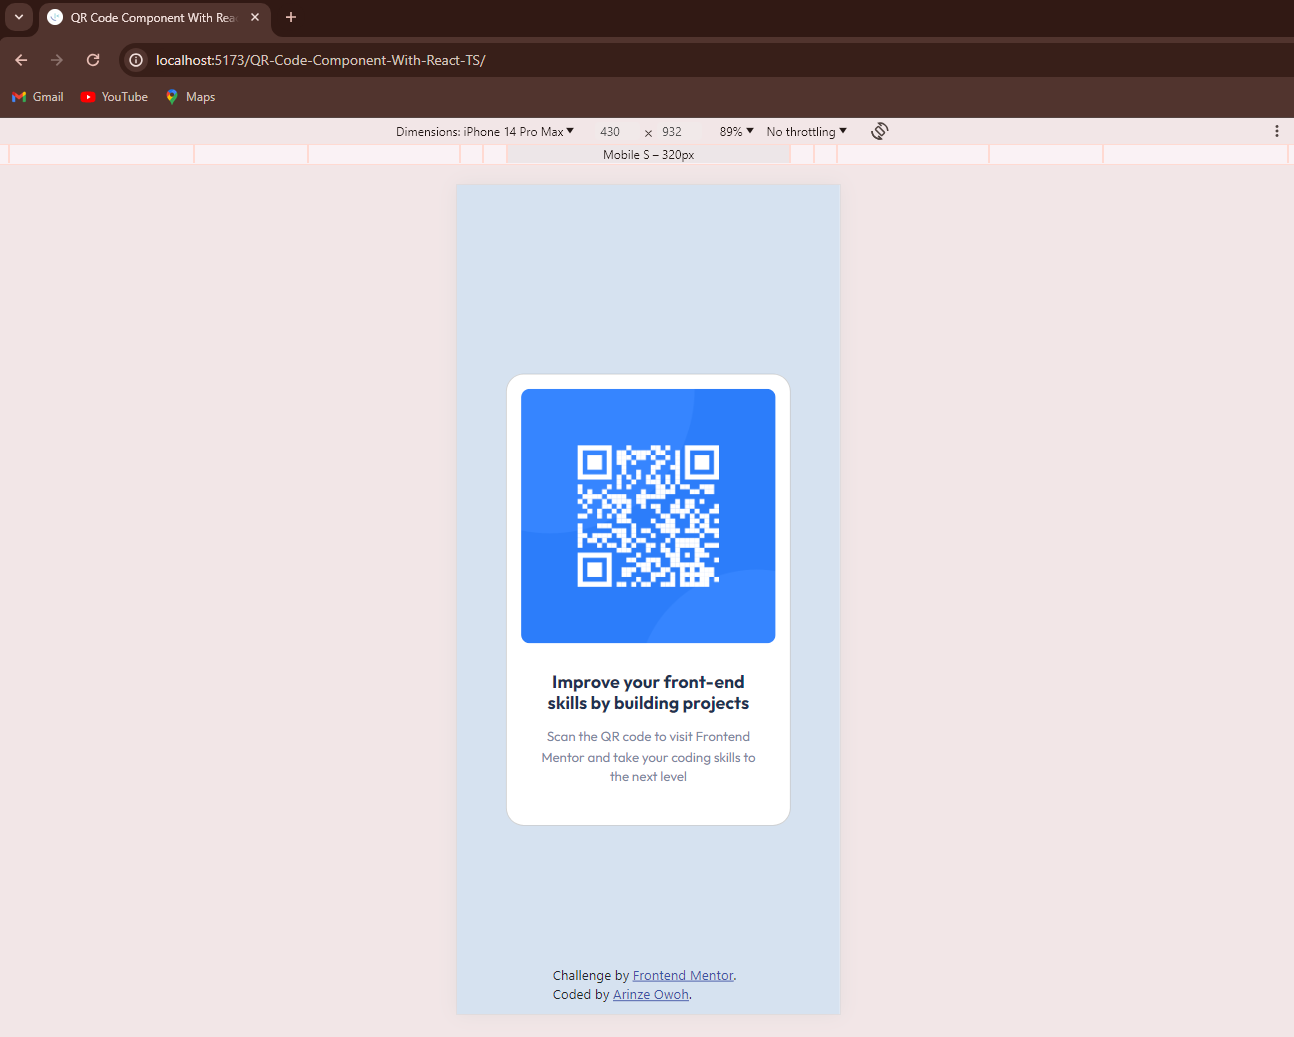 QR Code Component With Rea
localhost:5173/QR-Code-Component-With-React-TS/
Gmail YouTube Maps
Dimensions: iPhone 14 Pro Max 430 × 932 89% No throttling
Mobile S – 320px
Improve your front-end
skills by building projects
Scan the QR code to visit Frontend
Mentor and take your coding skills to
the next level
Challenge by Frontend Mentor.
Coded by Arinze Owoh.